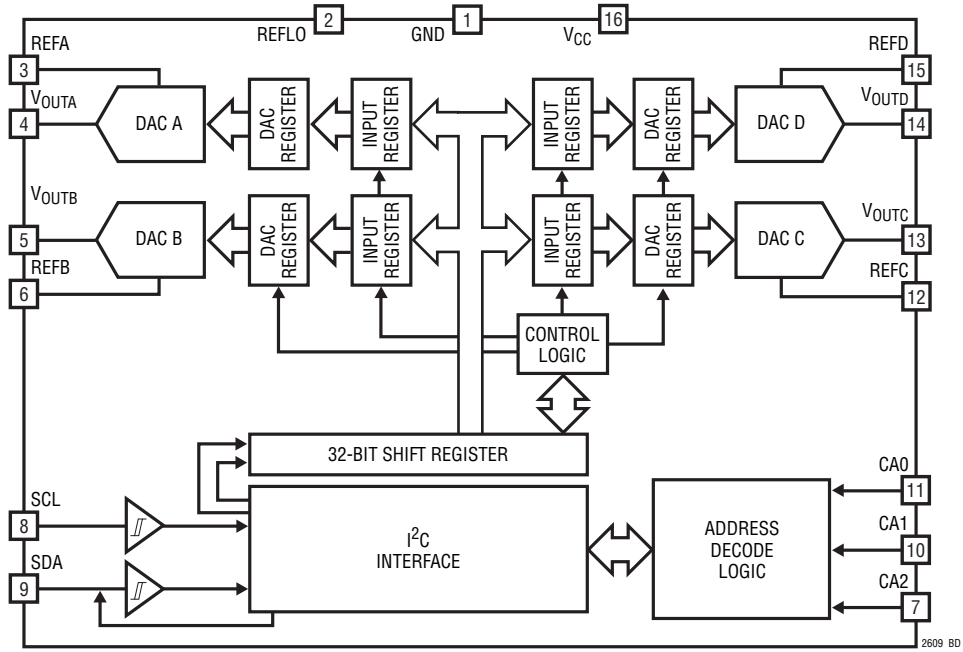 2
1
16
REFLO
GND
VCC
REFA
REFD
3
15
VOUTA
VOUTD
4
14
DAC A
DAC
REGISTER
INPUT
REGISTER
INPUT
REGISTER
DAC
REGISTER
DAC D
VOUTB
VOUTC
5
13
DAC B
DAC
REGISTER
INPUT
REGISTER
INPUT
REGISTER
DAC
REGISTER
DAC C
REFB
REFC
6
12
CONTROL
LOGIC
32-BIT SHIFT REGISTER
SCL
8
SDA
9
I²C
INTERFACE
ADDRESS
DECODE
LOGIC
CA0
11
CA1
10
CA2
7
2609 BD